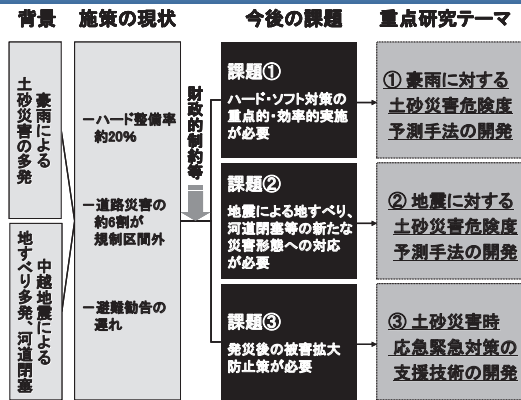 背景
施策の現状
今後の課題
重点研究テーマ
豪雨による
土砂災害の多発
中越地震による
地すべり多発、河道閉塞
－ハード整備率
約20%
－道路災害の
約6割が
規制区間外
－避難勧告の
遅れ
財政的制約等
課題①
ハード・ソフト対策の
重点的・効率的実施
が必要
課題②
地震による地すべり、
河道閉塞等の新たな
災害形態への対応
が必要
課題③
発災後の被害拡大
防止策が必要
① 豪雨に対する
土砂災害危険度
予測手法の開発
② 地震に対する
土砂災害危険度
予測手法の開発
③ 土砂災害時
応急緊急対策の
支援技術の開発